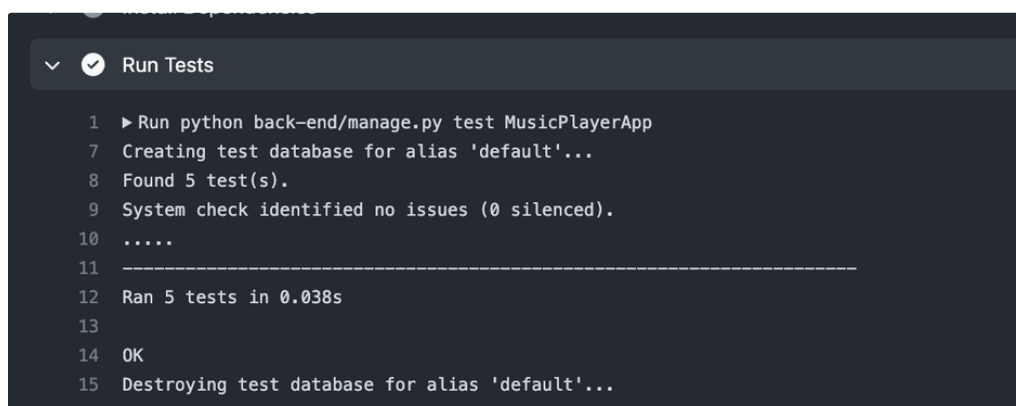 Install Dependencies
Run Tests
1 ▶ Run python back-end/manage.py test MusicPlayerApp
7 Creating test database for alias 'default'...
8 Found 5 test(s).
9 System check identified no issues (0 silenced).
10 .....
11 ----------------------------------------------------------------------
12 Ran 5 tests in 0.038s
13
14 OK
15 Destroying test database for alias 'default'...